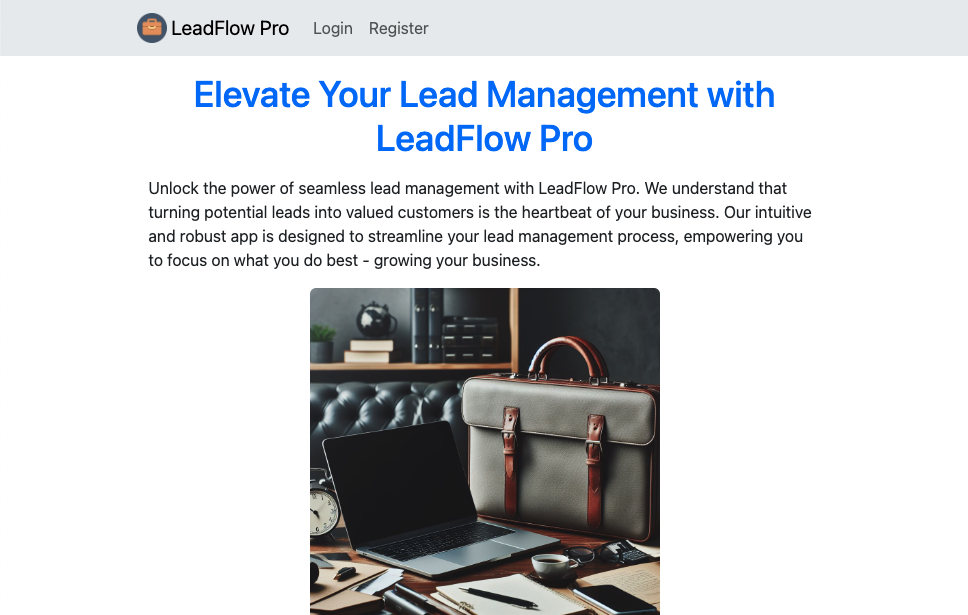 LeadFlow Pro Login Register
Elevate Your Lead Management with
LeadFlow Pro
Unlock the power of seamless lead management with LeadFlow Pro. We understand that
turning potential leads into valued customers is the heartbeat of your business. Our intuitive
and robust app is designed to streamline your lead management process, empowering you
to focus on what you do best - growing your business.